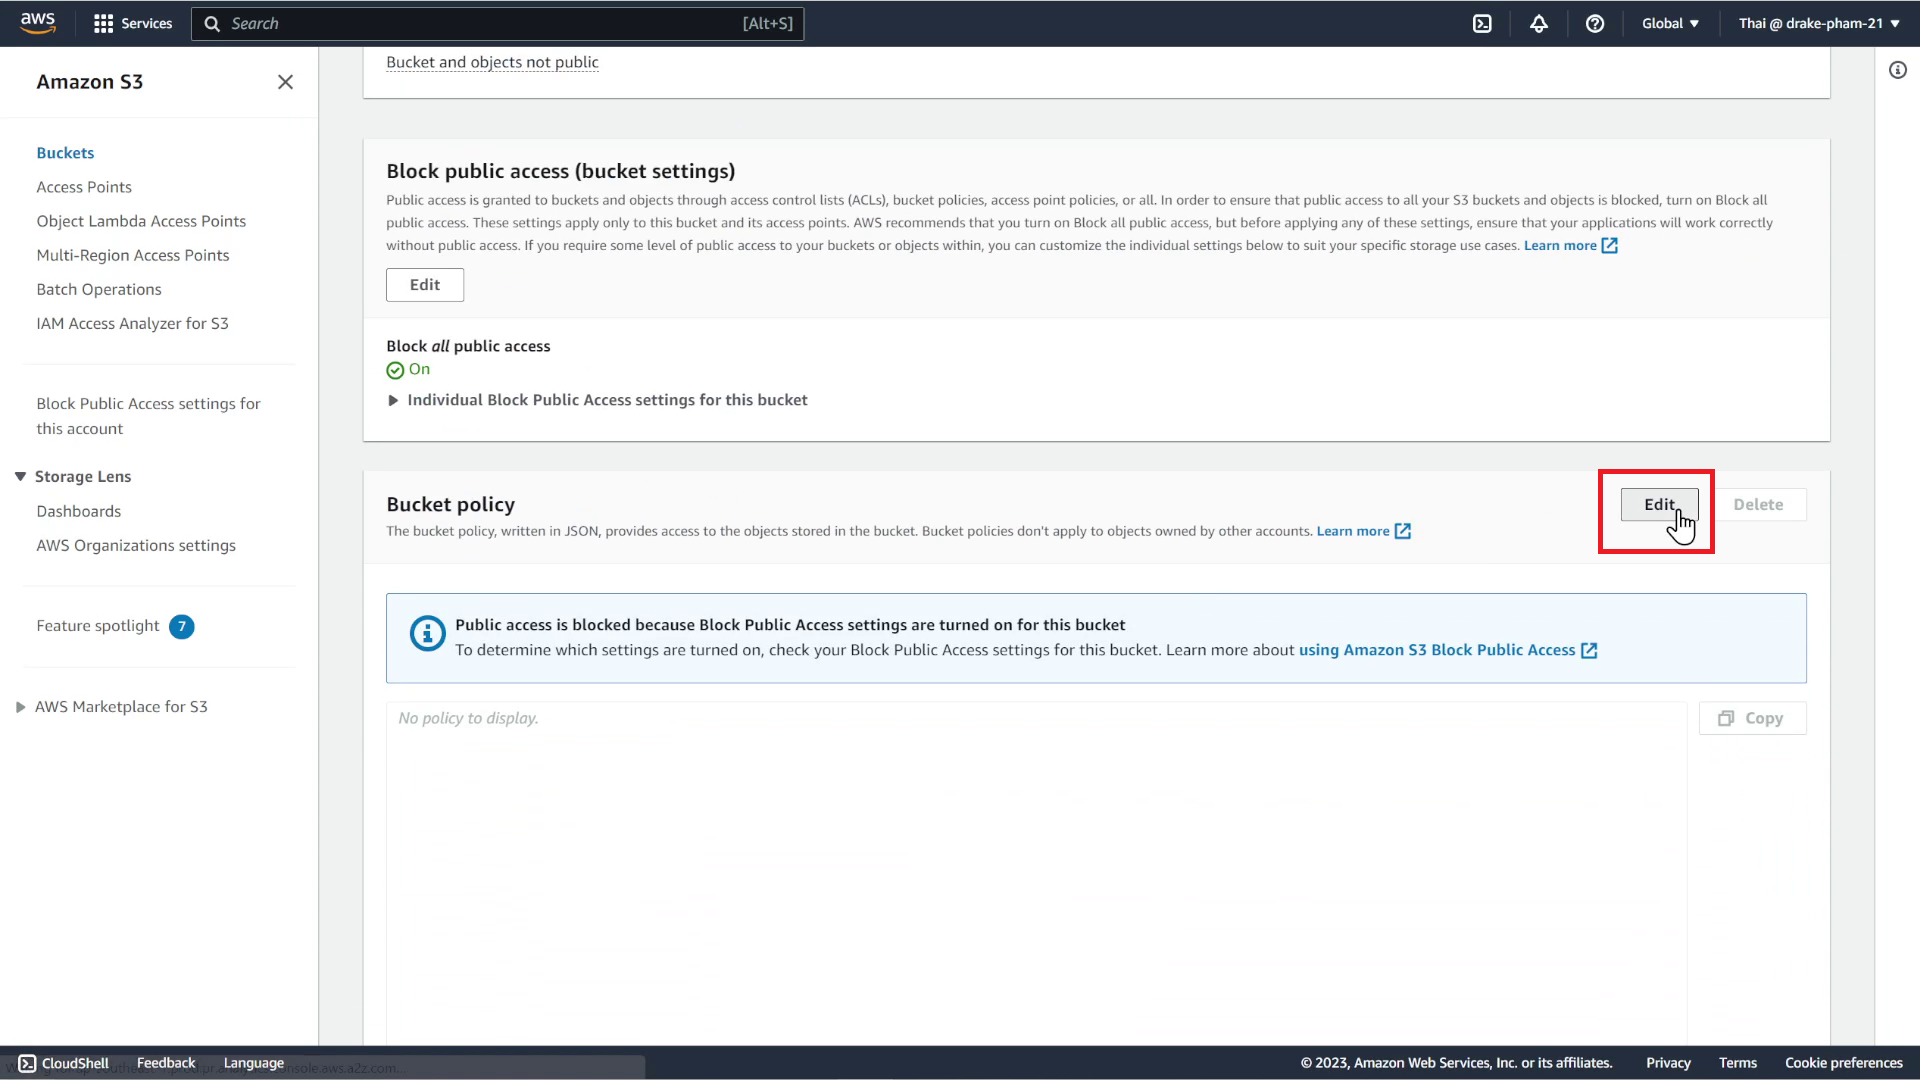 aws
Services
Search
[Alt+S]
Global
Thai @ drake-pham-21
Amazon S3
Buckets
Access Points
Object Lambda Access Points
Multi-Region Access Points
Batch Operations
IAM Access Analyzer for S3
Block Public Access settings for
this account
Storage Lens
Dashboards
AWS Organizations settings
Feature spotlight 7
AWS Marketplace for S3
Bucket and objects not public
Block public access (bucket settings)
Public access is granted to buckets and objects through access control lists (ACLs), bucket policies, access point policies, or all. In order to ensure that public access to all your S3 buckets and objects is blocked, turn on Block all
public access. These settings apply only to this bucket and its access points. AWS recommends that you turn on Block all public access, but before applying any of these settings, ensure that your applications will work correctly
without public access. If you require some level of public access to your buckets or objects within, you can customize the individual settings below to suit your specific storage use cases. Learn more
Edit
Block all public access
On
Individual Block Public Access settings for this bucket
Bucket policy
Edit
Delete
The bucket policy, written in JSON, provides access to the objects stored in the bucket. Bucket policies don't apply to objects owned by other accounts. Learn more
Public access is blocked because Block Public Access settings are turned on for this bucket
To determine which settings are turned on, check your Block Public Access settings for this bucket. Learn more about using Amazon S3 Block Public Access
No policy to display.
Copy
CloudShell
Feedback
Language
© 2023, Amazon Web Services, Inc. or its affiliates.
Privacy
Terms
Cookie preferences